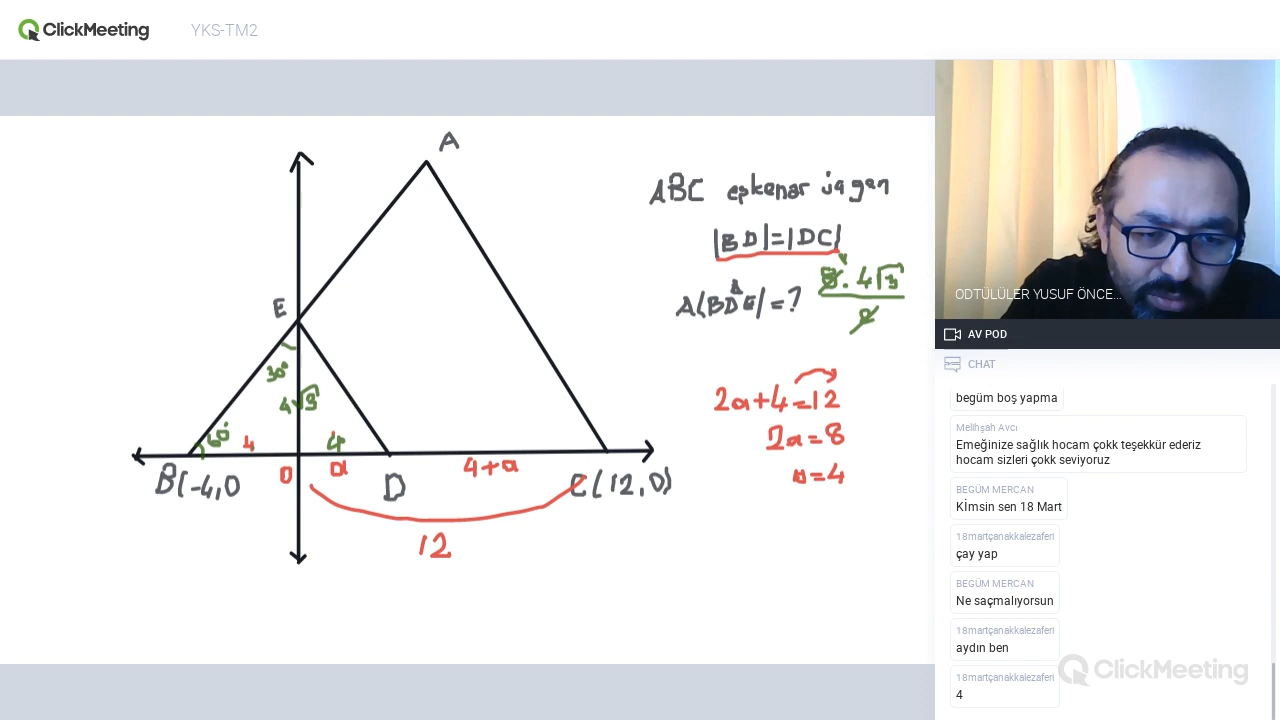 ClickMeeting YKS-TM2
A
ABC eşkenar üçgen
|BD|=|DC|
A(BDE)=? 8.4√3
2
E
30°
4√3
60°
4
4
B(-4,0
0
a
D
4+a
C(12,0)
12
2a+4=12
2a=8
a=4
ODTÜLÜLER YUSUF ÖNCE...
AV POD
CHAT
begüm boş yapma
Melihşah Avcı
Emeğinize sağlık hocam çokk teşekkür ederiz
hocam sizleri çokk seviyoruz
BEGÜM MERCAN
Kİmsin sen 18 Mart
18martçanakkalezaferi
çay yap
BEGÜM MERCAN
Ne saçmalıyorsun
18martçanakkalezaferi
aydın ben
18martçanakkalezaferi
4
ClickMeeting